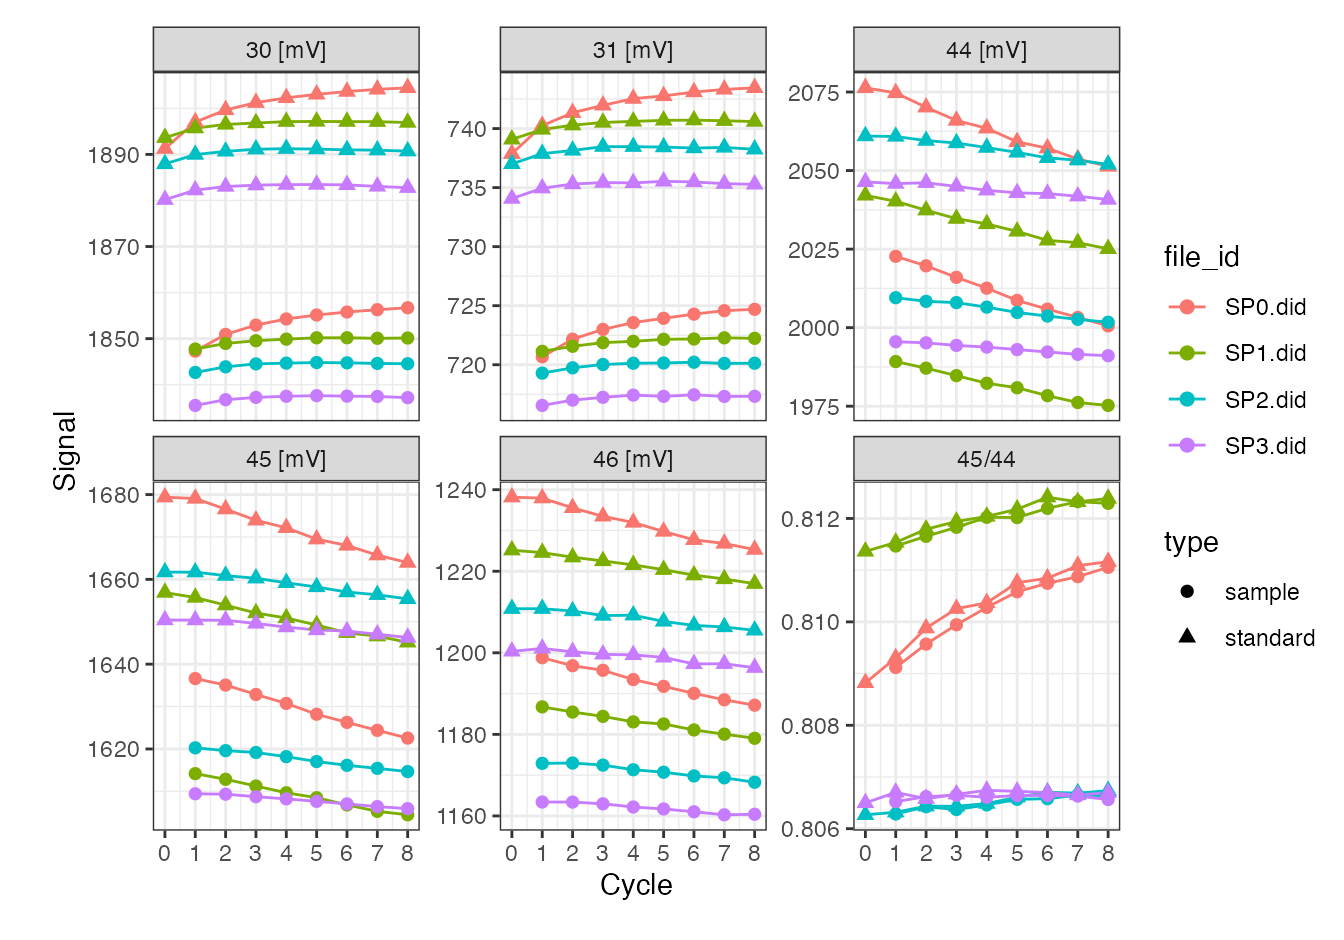 30 [mV]
31 [mV]
44 [mV]
1890
1870
1850
740
735
730
725
720
2075
2050
2025
2000
1975
Signal
45 [mV]
46 [mV]
45/44
1680
1660
1640
1620
1240
1220
1200
1180
1160
0.812
0.810
0.808
0.806
0 1 2 3 4 5 6 7 8
0 1 2 3 4 5 6 7 8
0 1 2 3 4 5 6 7 8
Cycle
file_id
SP0.did
SP1.did
SP2.did
SP3.did
type
sample
standard